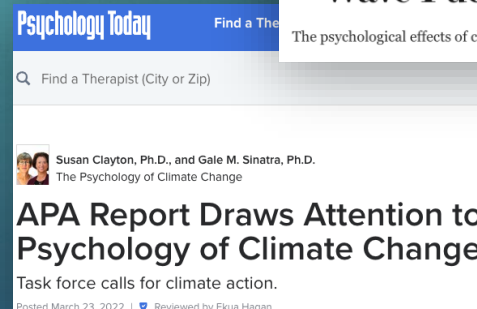 Psychology Today
Find a The
The psychological effects of c
Find a Therapist (City or Zip)
Susan Clayton, Ph.D., and Gale M. Sinatra, Ph.D.
The Psychology of Climate Change
APA Report Draws Attention to
Psychology of Climate Change
Task force calls for climate action.
Posted March 23, 2022 | Reviewed by Ekua Hagan